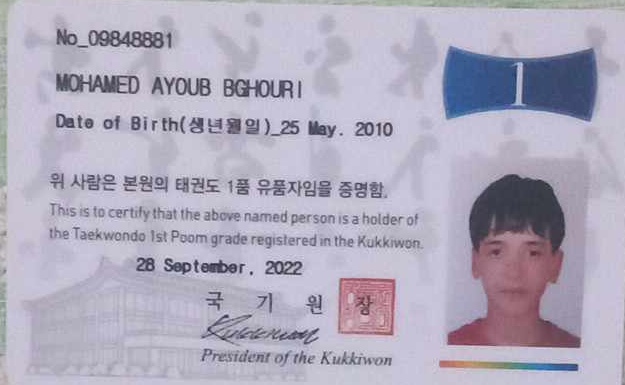 No_09848881
1
MOHAMED AYOUB BGHOURI
Date of Birth(생년월일)_25 May. 2010
위 사람은 본원의 태권도 1품 유품자임을 증명함.
This is to certify that the above named person is a holder of
the Taekwondo 1st Poom grade registered in the Kukkiwon.
28 September, 2022
국 기 원 장
Kukkiwon
President of the Kukkiwon